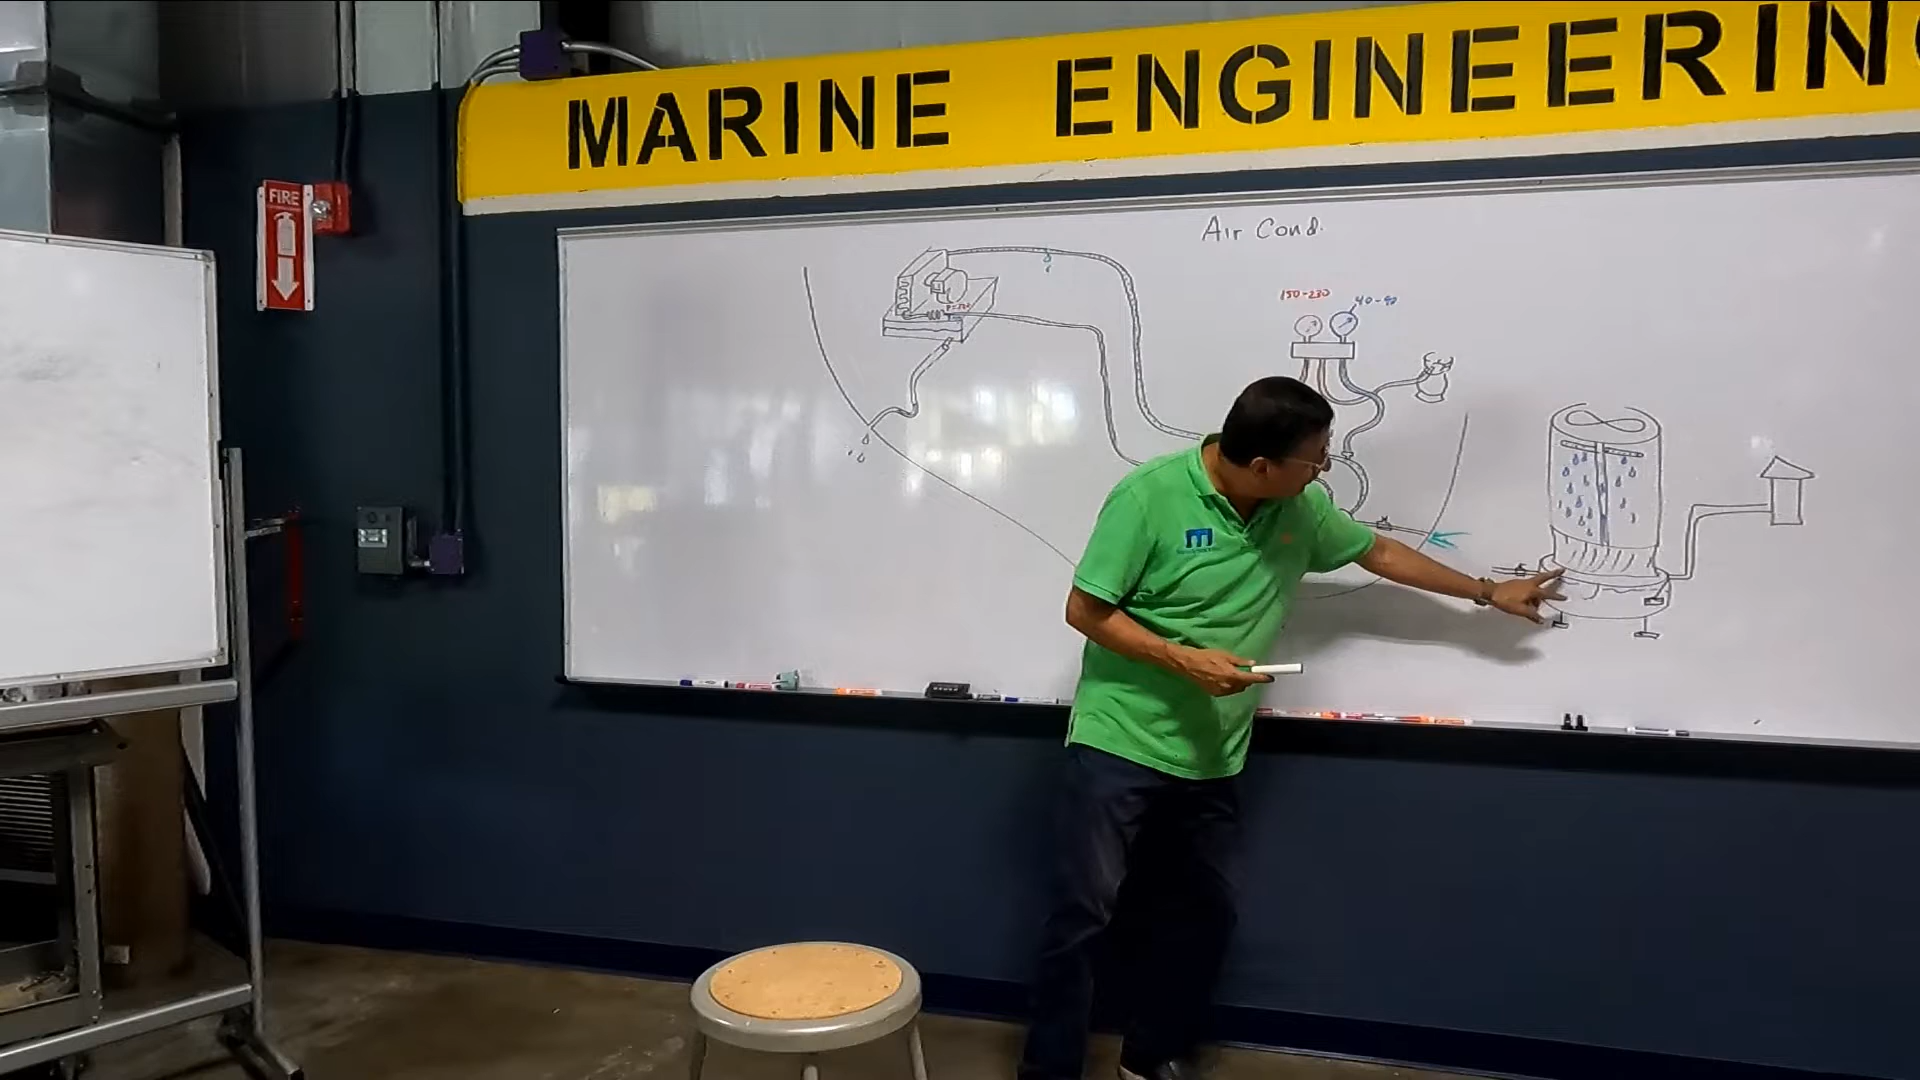 MARINE ENGINEERING
FIRE
Air Cond.
150-230
40-90